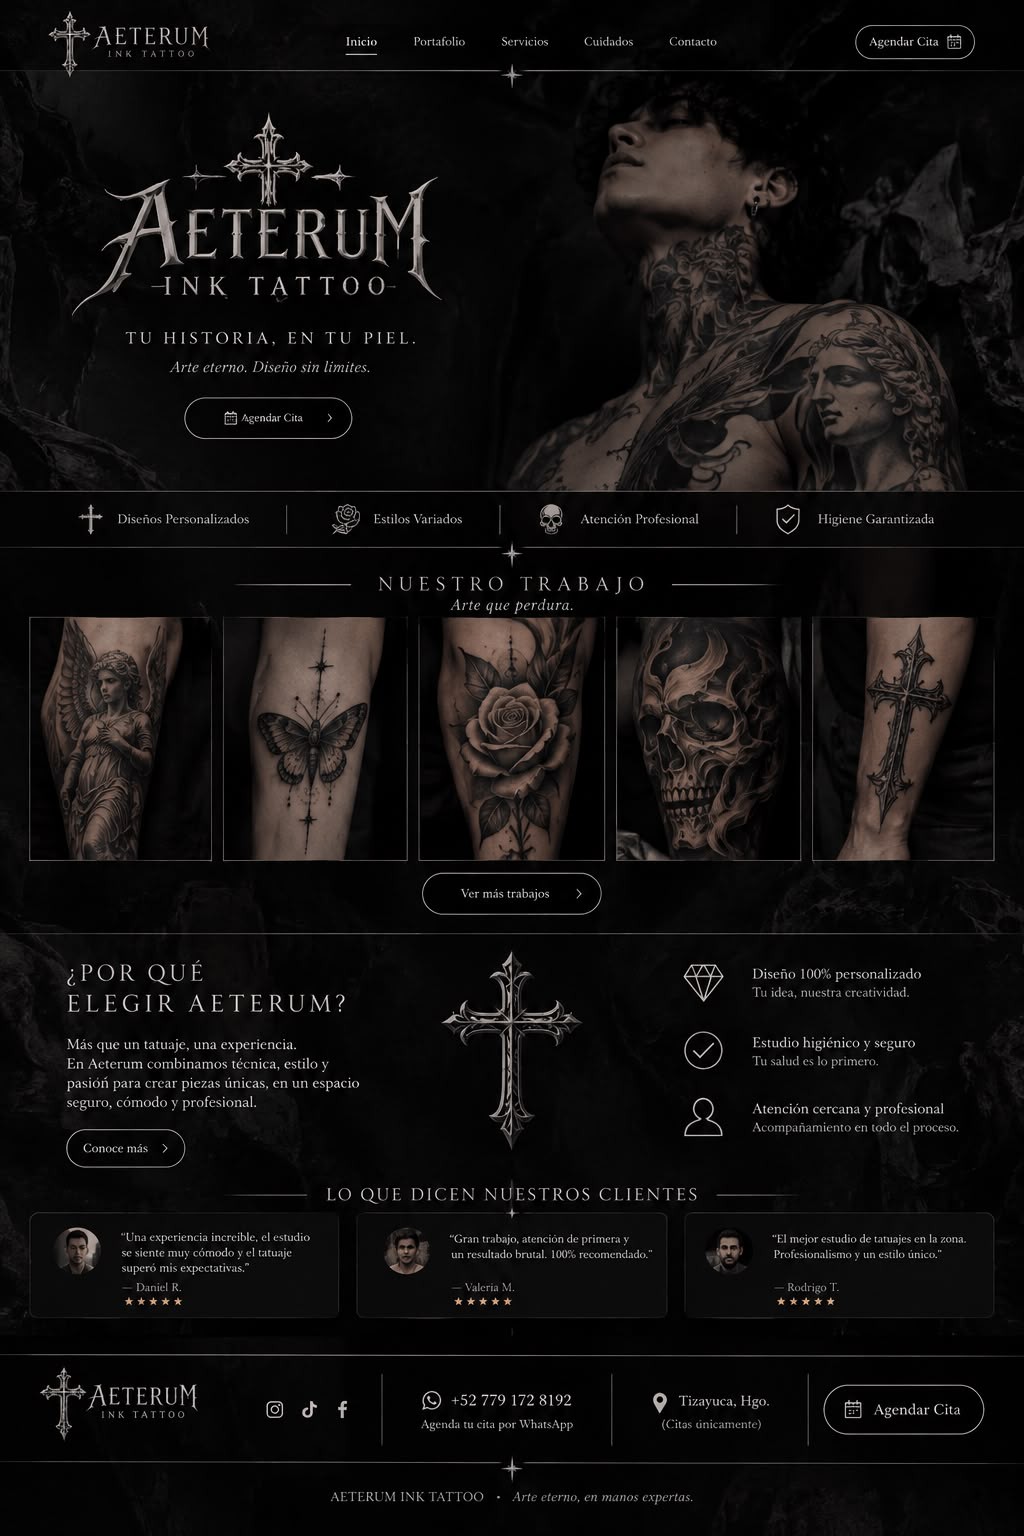 AETERUM
INK TATTOO
Inicio
Portafolio
Servicios
Cuidados
Contacto
Agendar Cita
AETERUM
INK TATTOO
TU HISTORIA, EN TU PIEL.
Arte eterno. Diseño sin limites.
Agendar Cita
Diseños Personalizados
Estilos Variados
Atención Profesional
Higiene Garantizada
NUESTRO TRABAJO
Arte que perdura.
Ver más trabajos
¿POR QUÉ
ELEGIR AETERUM?
Más que un tatuaje, una experiencia.
En Aeterum combinamos técnica, estilo y
pasióń para crear piezas únicas, en un espacio
seguro, cómodo y profesional.
Conoce más
Diseño 100% personalizado
Tu idea, nuestra creatividad.
Estudio higiénico y seguro
Tu salud es lo primero.
Atención cercana y profesional
Acompañamiento en todo el proceso.
LO QUE DICEN NUESTROS CLIENTES
“Una experiencia increible, el estudio
se siente muy cómodo y el tatuaje
superó mis expectativas.”
— Daniel R.
“Gran trabajo, atención de primera y
un resultado brutal. 100% recomendado.”
— Valeria M.
“El mejor estudio de tatuajes en la zona.
Profesionalismo y un estilo único.”
— Rodrigo T.
AETERUM
INK TATTOO
+52 779 172 8192
Agenda tu cita por WhatsApp
Tizayuca, Hgo.
(Citas únicamente)
Agendar Cita
AETERUM INK TATTOO • Arte eterno, en manos expertas.